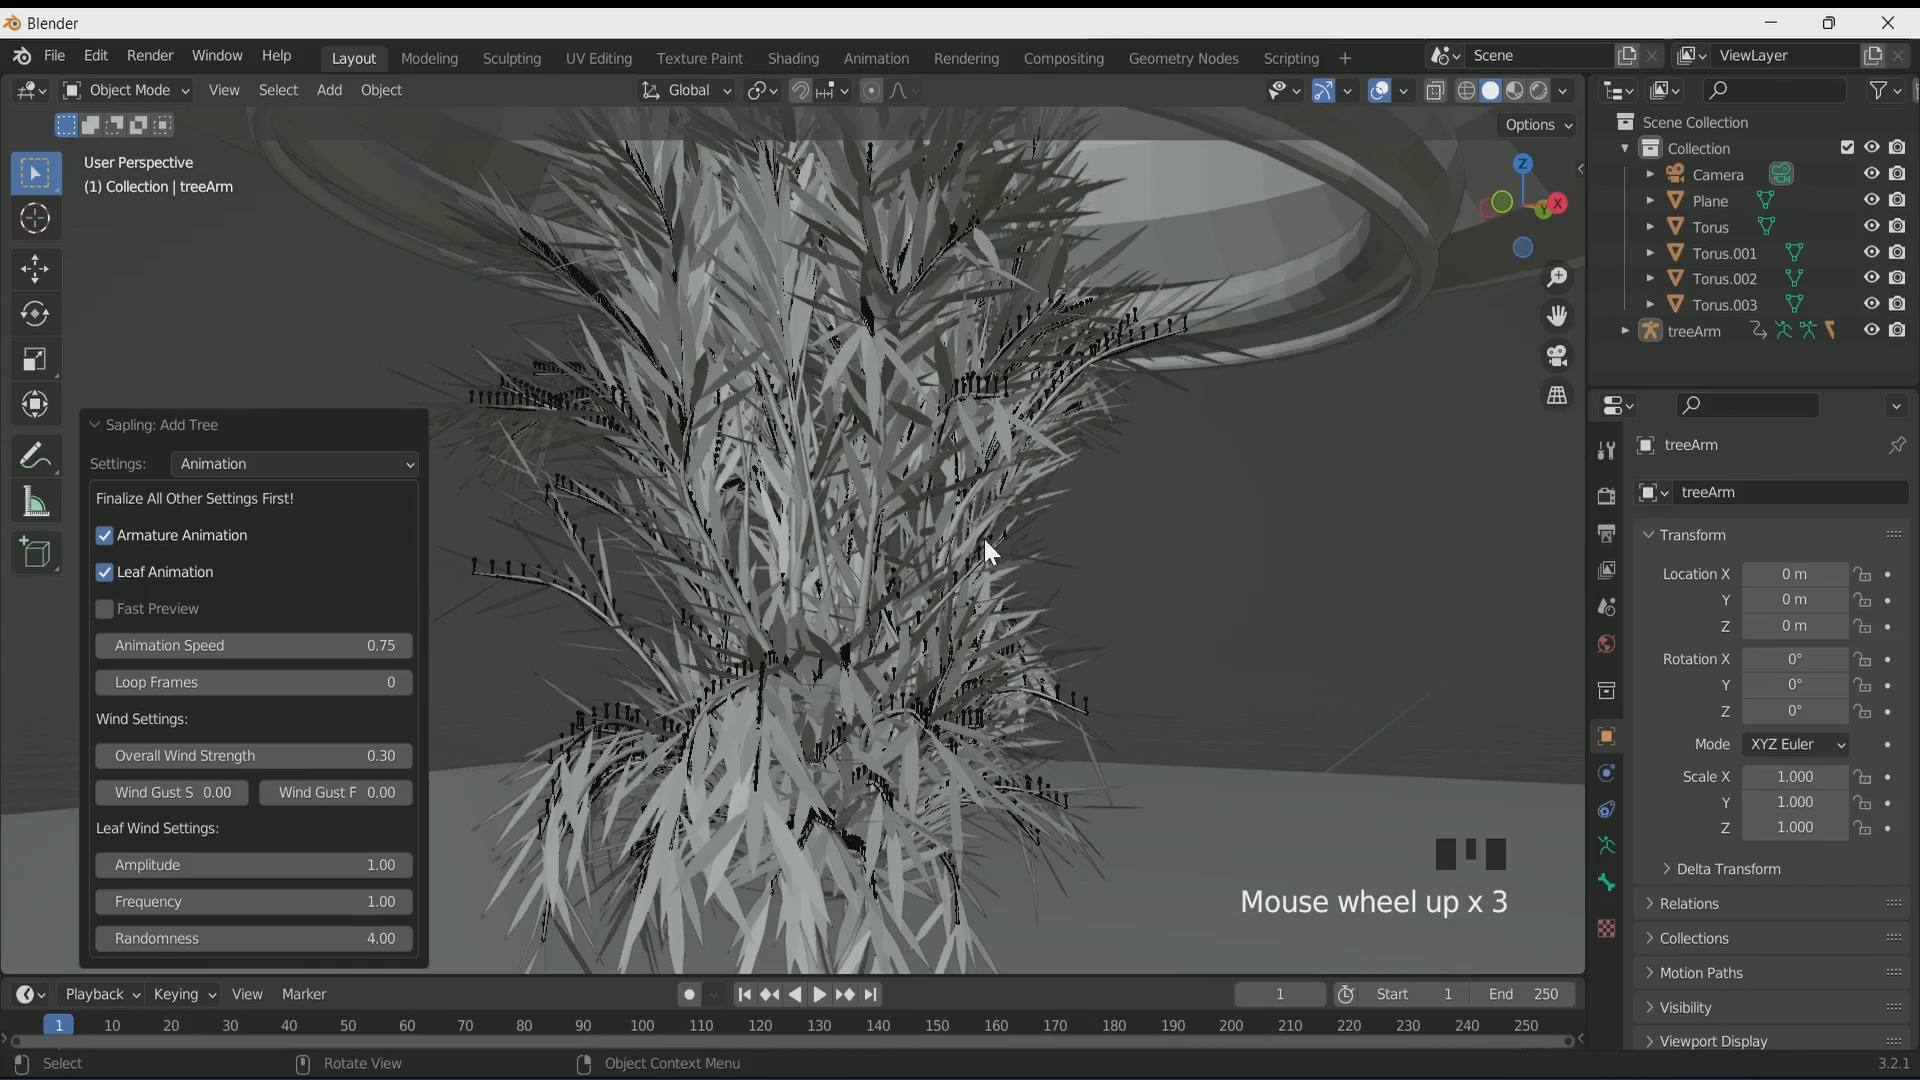 Blender
File Edit Render Window Help Layout Modeling Sculpting UV Editing Texture Paint Shading Animation Rendering Compositing Geometry Nodes Scripting + Scene ViewLayer
Object Mode View Select Add Object Global
Options
User Perspective
(1) Collection | treeArm
Z
X
Y
Sapling: Add Tree
Settings: Animation
Finalize All Other Settings First!
Armature Animation
Leaf Animation
Fast Preview
Animation Speed 0.75
Loop Frames 0
Wind Settings:
Overall Wind Strength 0.30
Wind Gust S 0.00 Wind Gust F 0.00
Leaf Wind Settings:
Amplitude 1.00
Frequency 1.00
Randomness 4.00
Mouse wheel up x 3
Scene Collection
Collection
Camera
Plane
Torus
Torus.001
Torus.002
Torus.003
treeArm
treeArm
treeArm
Transform
Location X 0 m
Y 0 m
Z 0 m
Rotation X 0°
Y 0°
Z 0°
Mode XYZ Euler
Scale X 1.000
Y 1.000
Z 1.000
Delta Transform
Relations
Collections
Motion Paths
Visibility
Viewport Display
Playback Keying View Marker 1 Start 1 End 250
1 10 20 30 40 50 60 70 80 90 100 110 120 130 140 150 160 170 180 190 200 210 220 230 240 250
Select Rotate View Object Context Menu 3.2.1